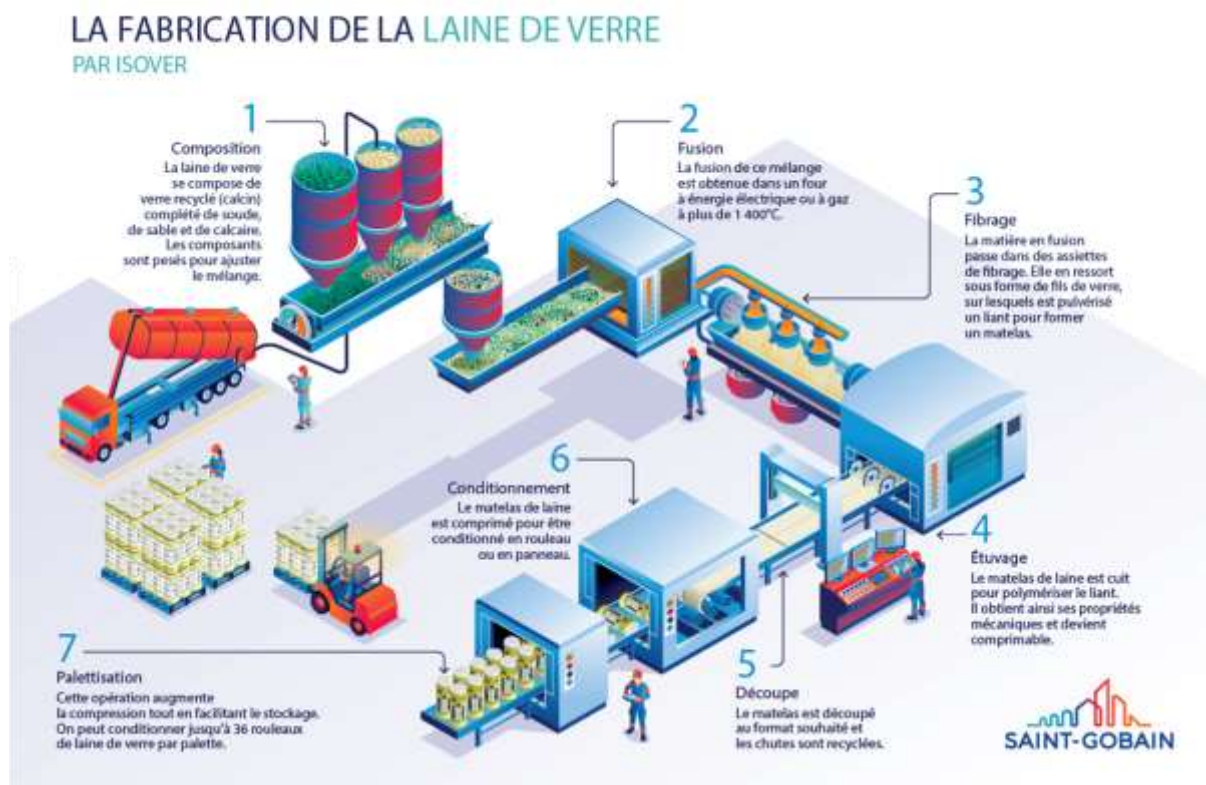 LA FABRICATION DE LA LAINE DE VERRE
PAR ISOVER
1
Composition
La laine de verre
se compose de
verre recyclé (calcin)
complété de soude,
de sable et de calcaire.
Les composants
sont pesés pour ajuster
le mélange.
2
Fusion
La fusion de ce mélange
est obtenue dans un four
à énergie électrique ou à gaz
à plus de 1 400°C.
3
Fibrage
La matière en fusion
passe dans des assiettes
de fibrage. Elle en ressort
sous forme de fils de verre,
sur lesquels est pulvérisé
un liant pour former
un matelas.
4
Étuvage
Le matelas de laine est cuit
pour polymériser le liant.
Il obtient ainsi ses propriétés
mécaniques et devient
comprimable.
5
Découpe
Le matelas est découpé
au format souhaité et
les chutes sont recyclées.
6
Conditionnement
Le matelas de laine
est comprimé pour être
conditionné en rouleau
ou en panneau.
7
Palettisation
Cette opération augmente
la compression tout en facilitant le stockage.
On peut conditionner jusqu'à 36 rouleaux
de laine de verre par palette.
SAINT-GOBAIN